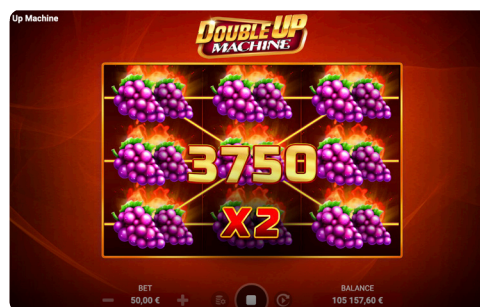 Up Machine
DOUBLE UP
MACHINE
3750
X2
BET
50,00 €
BALANCE
105 157,60 €